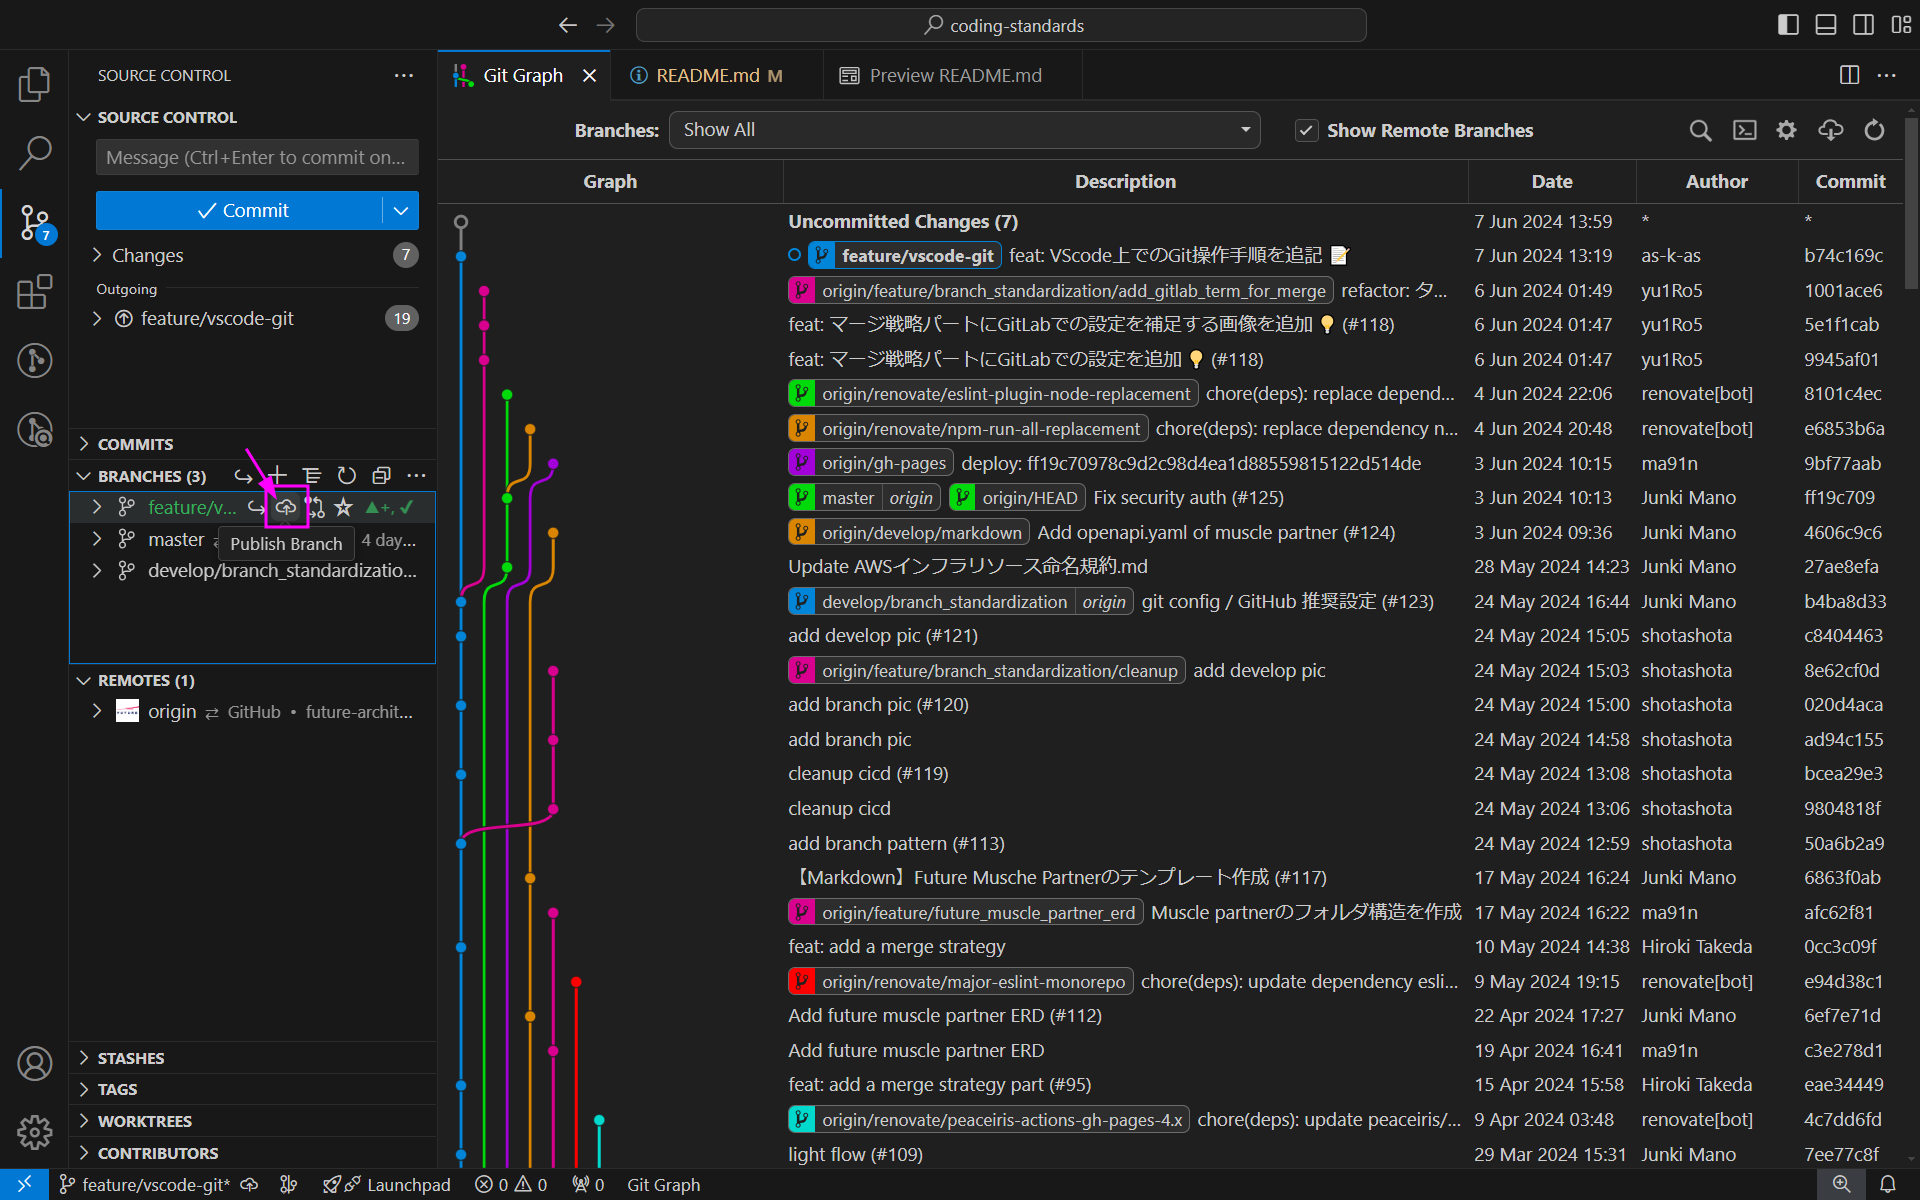 coding-standards
SOURCE CONTROL
SOURCE CONTROL
Message (Ctrl+Enter to commit on...
Commit
7
Changes 7
Outgoing
feature/vscode-git 19
COMMITS
BRANCHES (3)
feature/v...
master 4 day...
Publish Branch
develop/branch_standardizatio...
REMOTES (1)
origin ⇄ GitHub • future-archit...
STASHES
TAGS
WORKTREES
CONTRIBUTORS
Git Graph
README.md M
Preview README.md
Branches: Show All Show Remote Branches
Graph Description Date Author Commit
Uncommitted Changes (7) 7 Jun 2024 13:59 * *
feature/vscode-git feat: VScode上でのGit操作手順を追記 📝 7 Jun 2024 13:19 as-k-as b74c169c
origin/feature/branch_standardization/add_gitlab_term_for_merge refactor: タ... 6 Jun 2024 01:49 yu1Ro5 1001ace6
feat: マージ戦略パートにGitLabでの設定を補足する画像を追加 💡 (#118) 6 Jun 2024 01:47 yu1Ro5 5e1f1cab
feat: マージ戦略パートにGitLabでの設定を追加 💡 (#118) 6 Jun 2024 01:47 yu1Ro5 9945af01
origin/renovate/eslint-plugin-node-replacement chore(deps): replace depend... 4 Jun 2024 22:06 renovate[bot] 8101c4ec
origin/renovate/npm-run-all-replacement chore(deps): replace dependency n... 4 Jun 2024 20:48 renovate[bot] e6853b6a
origin/gh-pages deploy: ff19c70978c9d2c98d4ea1d88559815122d514de 3 Jun 2024 10:15 ma91n 9bf77aab
master origin origin/HEAD Fix security auth (#125) 3 Jun 2024 10:13 Junki Mano ff19c709
origin/develop/markdown Add openapi.yaml of muscle partner (#124) 3 Jun 2024 09:36 Junki Mano 4606c9c6
Update AWSインフラリソース命名規約.md 28 May 2024 14:23 Junki Mano 27ae8efa
develop/branch_standardization origin git config / GitHub 推奨設定 (#123) 24 May 2024 16:44 Junki Mano b4ba8d33
add develop pic (#121) 24 May 2024 15:05 shotashota c8404463
origin/feature/branch_standardization/cleanup add develop pic 24 May 2024 15:03 shotashota 8e62cf0d
add branch pic (#120) 24 May 2024 15:00 shotashota 020d4aca
add branch pic 24 May 2024 14:58 shotashota ad94c155
cleanup cicd (#119) 24 May 2024 13:08 shotashota bcea29e3
cleanup cicd 24 May 2024 13:06 shotashota 9804818f
add branch pattern (#113) 24 May 2024 12:59 shotashota 50a6b2a9
【Markdown】Future Musche Partnerのテンプレート作成 (#117) 17 May 2024 16:24 Junki Mano 6863f0ab
origin/feature/future_muscle_partner_erd Muscle partnerのフォルダ構造を作成 17 May 2024 16:22 ma91n afc62f81
feat: add a merge strategy 10 May 2024 14:38 Hiroki Takeda 0cc3c09f
origin/renovate/major-eslint-monorepo chore(deps): update dependency esli... 9 May 2024 19:15 renovate[bot] e94d38c1
Add future muscle partner ERD (#112) 22 Apr 2024 17:27 Junki Mano 6ef7e71d
Add future muscle partner ERD 19 Apr 2024 16:41 ma91n c3e278d1
feat: add a merge strategy part (#95) 15 Apr 2024 15:58 Hiroki Takeda eae34449
origin/renovate/peaceiris-actions-gh-pages-4.x chore(deps): update peaceiris/... 9 Apr 2024 03:48 renovate[bot] 4c7dd6fd
light flow (#109) 29 Mar 2024 15:31 Junki Mano 7ee77c8f
feature/vscode-git* Launchpad 0 0 0 Git Graph